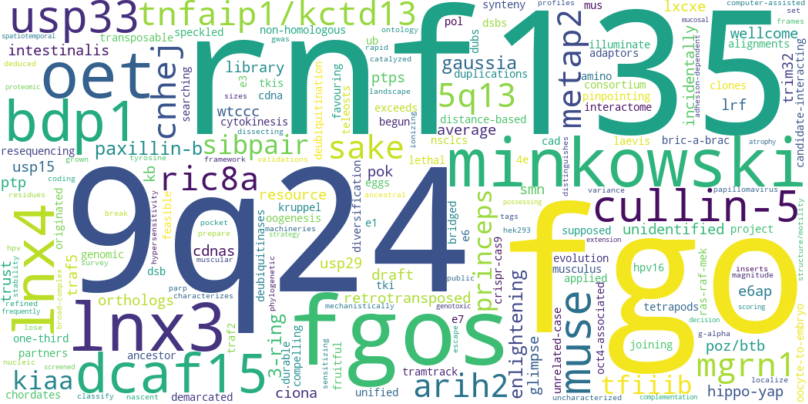 usp33
tnfaip1/kctd13
rnf135
9q24
fgo
fgos
minkowski
oet
bdp1
cnhej
lnx4
lnx3
dcaf15
kiaa
muse
cullin-5
ric8a
sake
sibpair
5q13
metap2
mgrn1
tfiiib
arih2
princeps
gaussia
hippo-yap
poz/btb
e6ap
unidentified
enlightening
glimpse
retrotransposed
resource
library
average
orthologs
paxillin-b
intestinalis
transposable
speckled
non-homologous
gwas
rapid
catalyzed
landscape
ontology
dsbs
dubs
pol
synteny
profiles
mus
computer-assisted
set
frames
mucosal
adhesion-dependent
lxcxe
illuminate
adaptors
wellcome
alignments
trim32
candidate-interacting
incidentally
consortium
amino
pinpointing
interactome
clones
lrf
laevis
bric-a-brac
atrophy
duplications
distance-based
begun
exceeds
ptps
tkis
cdna
sizes
e3
ub
favouring
teleosts
deubiquitination
wtccc
cytokinesis
dissecting
searching
spatiotemporal
deduced
proteomic
resequencing
usp15
kb
grown
tyrosine
ptp
coding
residues
framework
validations
nsclcs
ionizing
lethal
4e
cad
distinguishes
variance
papillomavirus
smn
tags
possessing
hek293
extension
supposed
project
evolution
musculus
applied
hpv16
tetrapods
inserts
magnitude
scoring
structure/motility
ras-raf-mek
decision
joining
g-alpha
localize
uncharacterized
complementation
oocyte-to-embryo
oct4-associated
unrelated-case
crispr-cas9
public
genotoxic
escape
e7
e6
e1
bridged
diversification
pok
eggs
ancestral
oogenesis
kruppel
machineries
strategy
pocket
prepare
usp29
draft
tki
mechanistically
tramtrack
unified
fruitful
sensitizing
compelling
durable
3-ring
ciona
phylogenetic
deubiquitinases
traf2
traf5
cdnas
muscular
parp
characterizes
feasible
hypersensitivity
dsb
genomic
survey
break
originated
trust
stability
hpv
refined
frequently
one-third
partners
lose
nucleic
screened
chordates
classify
nascent
ancestor
demarcated